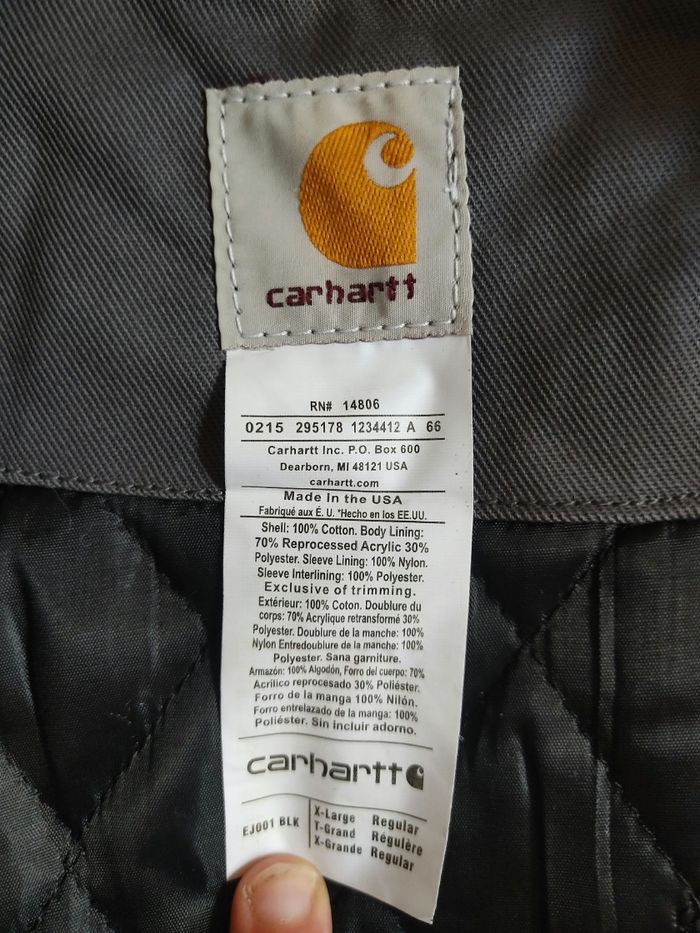 carhartt
RN# 14806
0215 295178 1234412 A 66
Carhartt Inc. P.O. Box 600
Dearborn, MI 48121 USA
carhartt.com
Made In the USA
Fabriqué aux É. U. *Hecho en los EE.UU.
Shell: 100% Cotton. Body Lining:
70% Reprocessed Acrylic 30%
Polyester. Sleeve Lining: 100% Nylon.
Sleeve Interlining: 100% Polyester.
Exclusive of trimming.
Extérieur: 100% Coton. Doublure du
corps: 70% Acrylique retransformé 30%
Polyester. Doublure de la manche: 100%
Nylon Entredoublure de la manche: 100%
Polyester. Sana garniture.
Armazón: 100% Algodón, Forro del cuerpo: 70%
Acrilico reprocesado 30% Poliéster.
Forro de la manga 100% Nilón.
Forro entrelazado de la manga: 100%
Poliéster. Sin incluir adorno.
carhartt
EJ001 BLK
X-Large Regular
T-Grand Régulère
X-Grande Regular